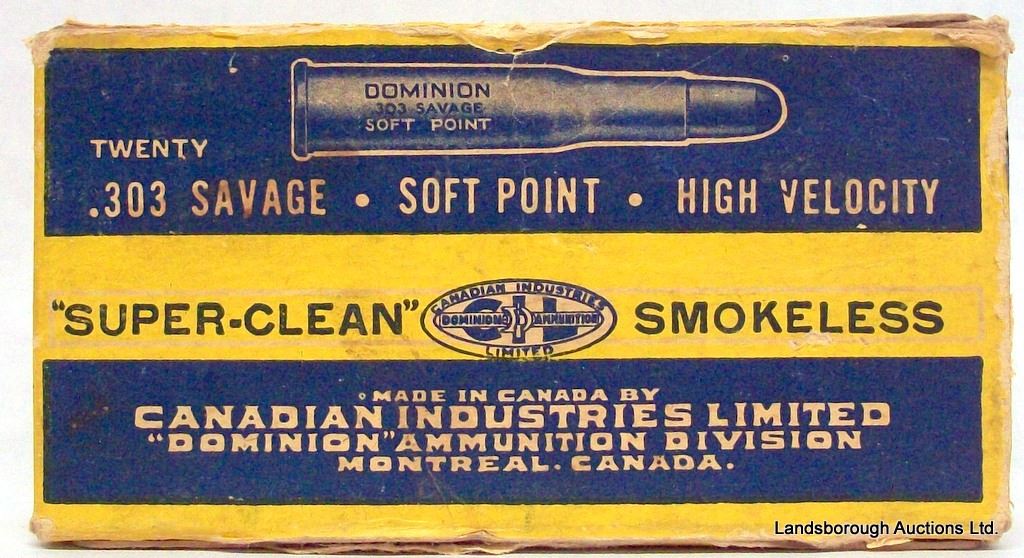 DOMINION
.303 SAVAGE
SOFT POINT
TWENTY
.303 SAVAGE • SOFT POINT • HIGH VELOCITY
"SUPER-CLEAN" SMOKELESS
CANADIAN INDUSTRIES
CIL
DOMINION AMMUNITION
LIMITED
MADE IN CANADA BY
CANADIAN INDUSTRIES LIMITED
"DOMINION" AMMUNITION DIVISION
MONTREAL. CANADA.
Landsborough Auctions Ltd.